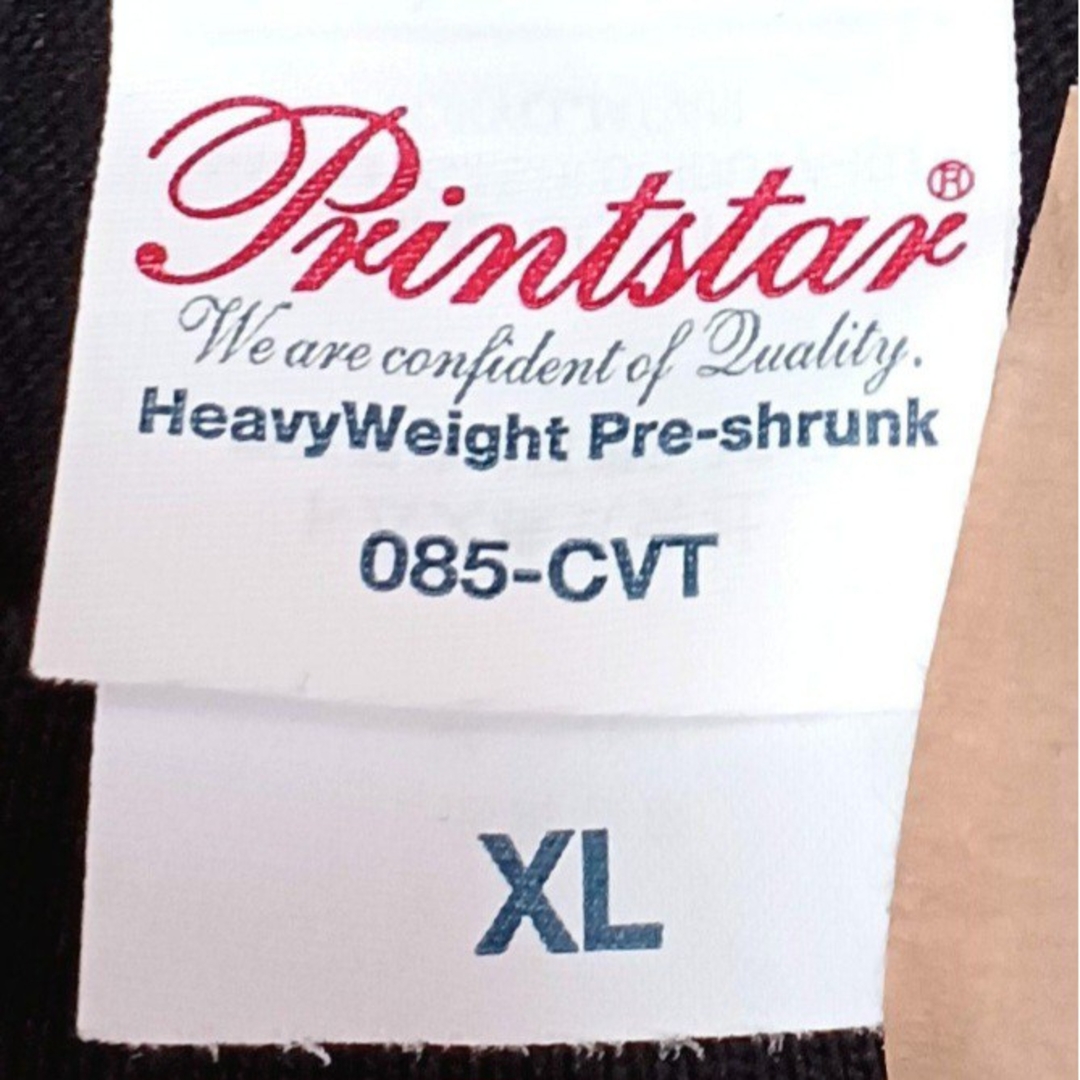 Printstar®
We are confident of Quality.
HeavyWeight Pre-shrunk
085-CVT
XL